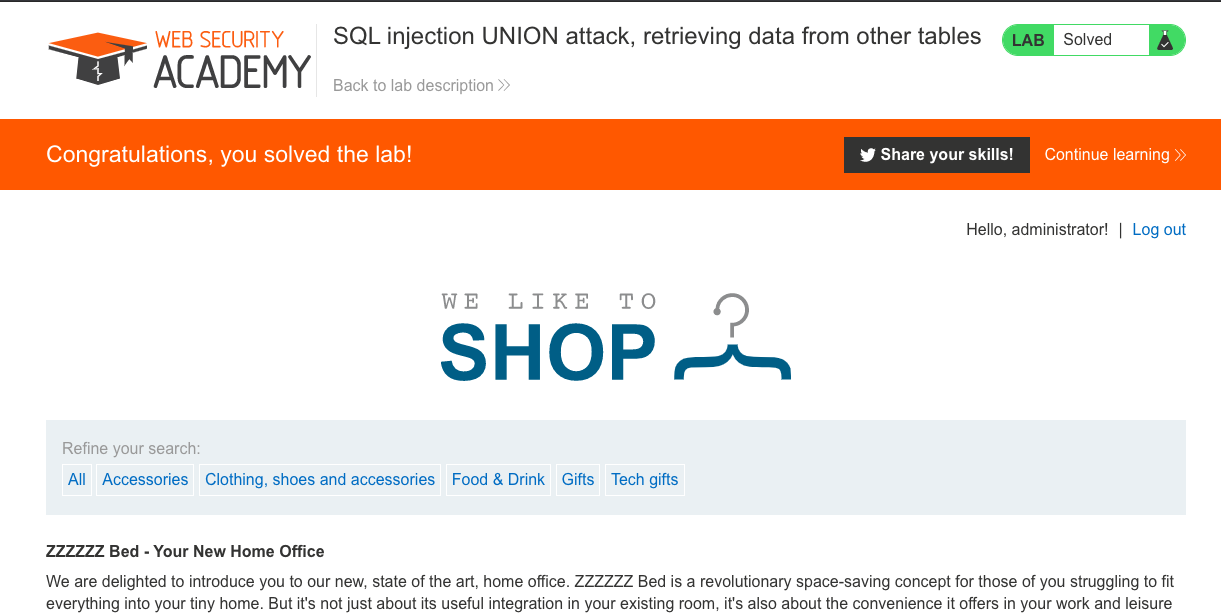 WEB SECURITY
ACADEMY
SQL injection UNION attack, retrieving data from other tables
Back to lab description
LAB Solved
Congratulations, you solved the lab!
Share your skills! Continue learning
Hello, administrator! | Log out
WE LIKE TO
SHOP
Refine your search:
All Accessories Clothing, shoes and accessories Food & Drink Gifts Tech gifts
ZZZZZZ Bed - Your New Home Office
We are delighted to introduce you to our new, state of the art, home office. ZZZZZZ Bed is a revolutionary space-saving concept for those of you struggling to fit
everything into your tiny home. But it's not just about its useful integration in your existing room, it's also about the convenience it offers in your work and leisure